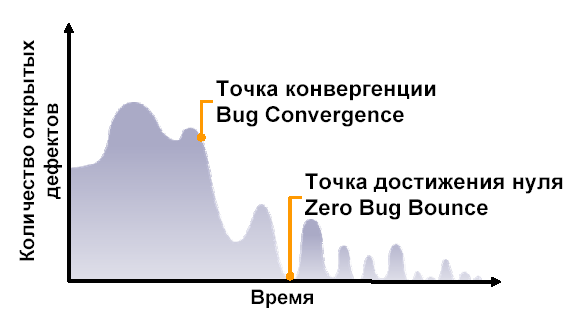 Точка конвергенции
Bug Convergence
Точка достижения нуля
Zero Bug Bounce
Количество открытых
дефектов
Время